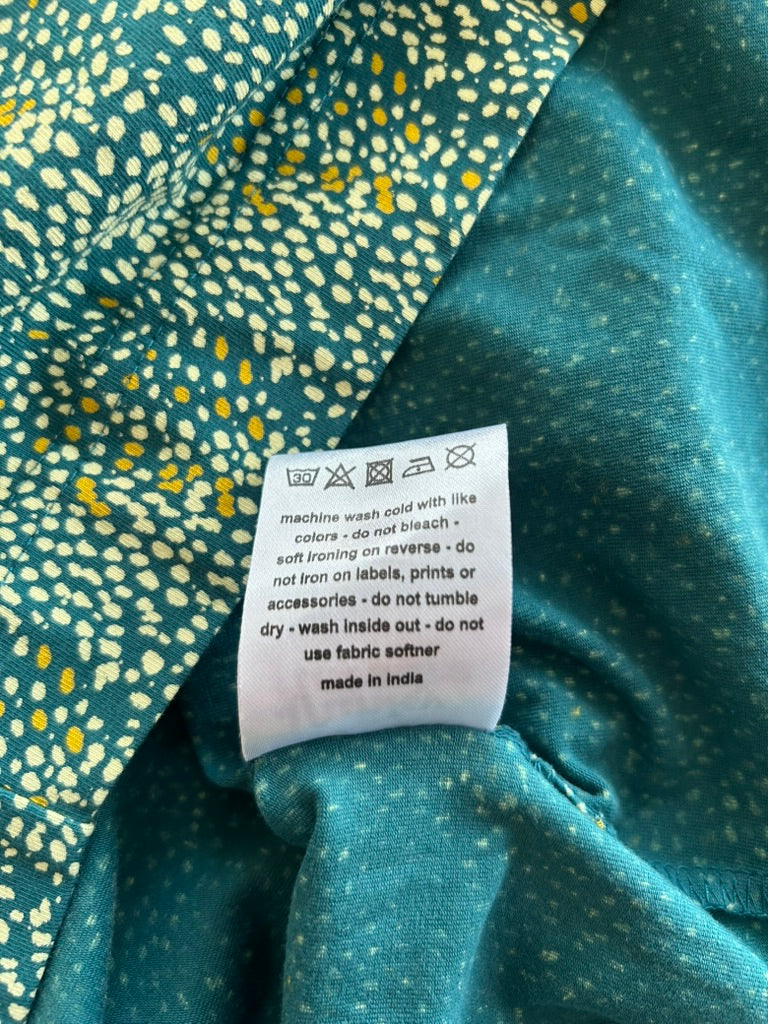 30
machine wash cold with like
colors - do not bleach -
soft ironing on reverse - do
not iron on labels, prints or
accessories - do not tumble
dry - wash inside out - do not
use fabric softner
made in india